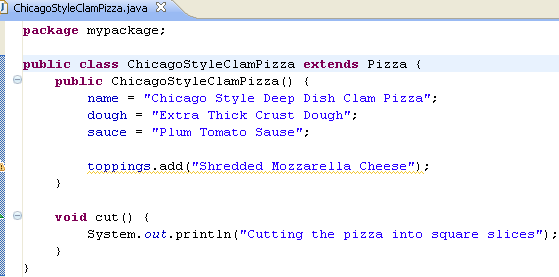 ChicagoStyleClamPizza.java
package mypackage;
public class ChicagoStyleClamPizza extends Pizza {
public ChicagoStyleClamPizza() {
name = "Chicago Style Deep Dish Clam Pizza";
dough = "Extra Thick Crust Dough";
sauce = "Plum Tomato Sause";
toppings.add("Shredded Mozzarella Cheese");
}
void cut() {
System.out.println("Cutting the pizza into square slices");
}
}